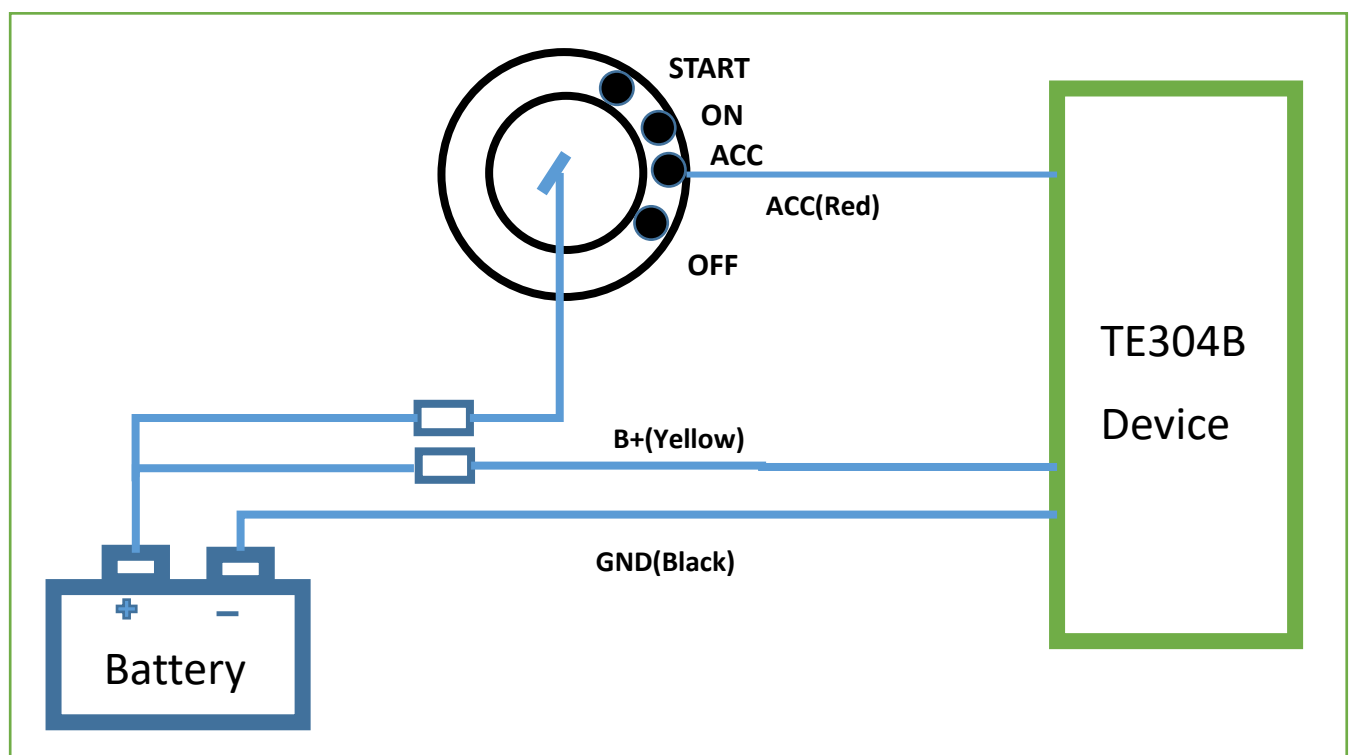 START
ON
ACC
ACC(Red)
OFF
TE304B
Device
B+(Yellow)
GND(Black)
+ −
Battery